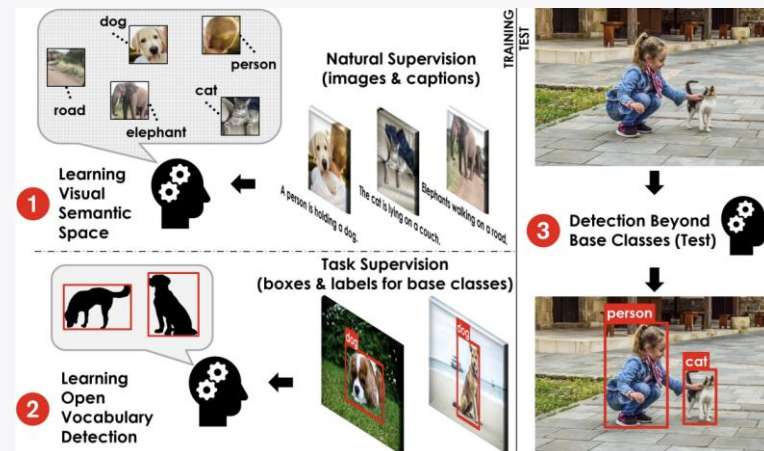 dog
person
road
cat
elephant
Natural Supervision
(images & captions)
A person is holding a dog.
The cat is lying on a couch.
Elephants walking on a road.
1
Learning
Visual
Semantic
Space
Task Supervision
(boxes & labels for base classes)
dog
dog
2
Learning
Open
Vocabulary
Detection
TRAINING
TEST
3
Detection Beyond
Base Classes (Test)
person
cat